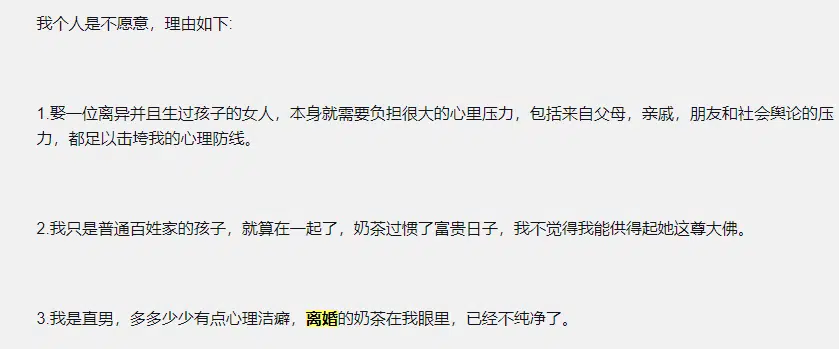 我个人是不愿意，理由如下:
1.娶一位离异并且生过孩子的女人，本身就需要负担很大的心里压力，包括来自父母，亲戚，朋友和社会舆论的压
力，都足以击垮我的心理防线。
2.我只是普通百姓家的孩子，就算在一起了，奶茶过惯了富贵日子，我不觉得我能供得起她这尊大佛。
3.我是直男，多多少少有点心理洁癖，离婚的奶茶在我眼里，已经不纯净了。